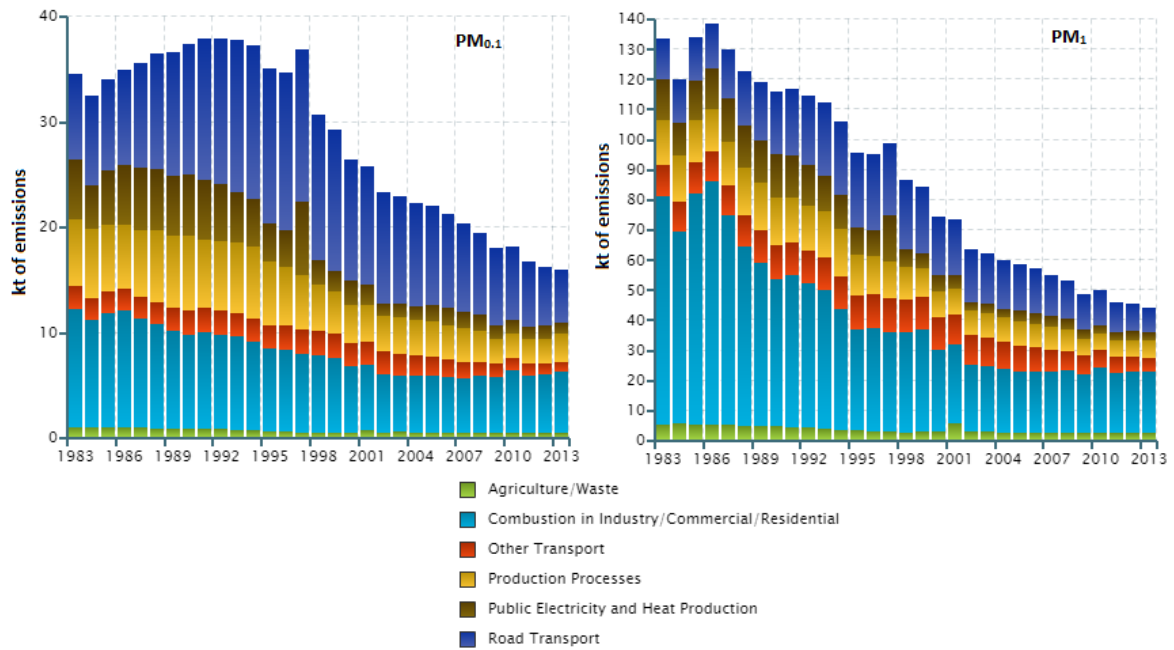 PM0.1
kt of emissions
40
30
20
10
0
1983 1986 1989 1992 1995 1998 2001 2004 2007 2010 2013
PM1
kt of emissions
140
130
120
110
100
90
80
70
60
50
40
30
20
10
0
1983 1986 1989 1992 1995 1998 2001 2004 2007 2010 2013
Agriculture/Waste
Combustion in Industry/Commercial/Residential
Other Transport
Production Processes
Public Electricity and Heat Production
Road Transport